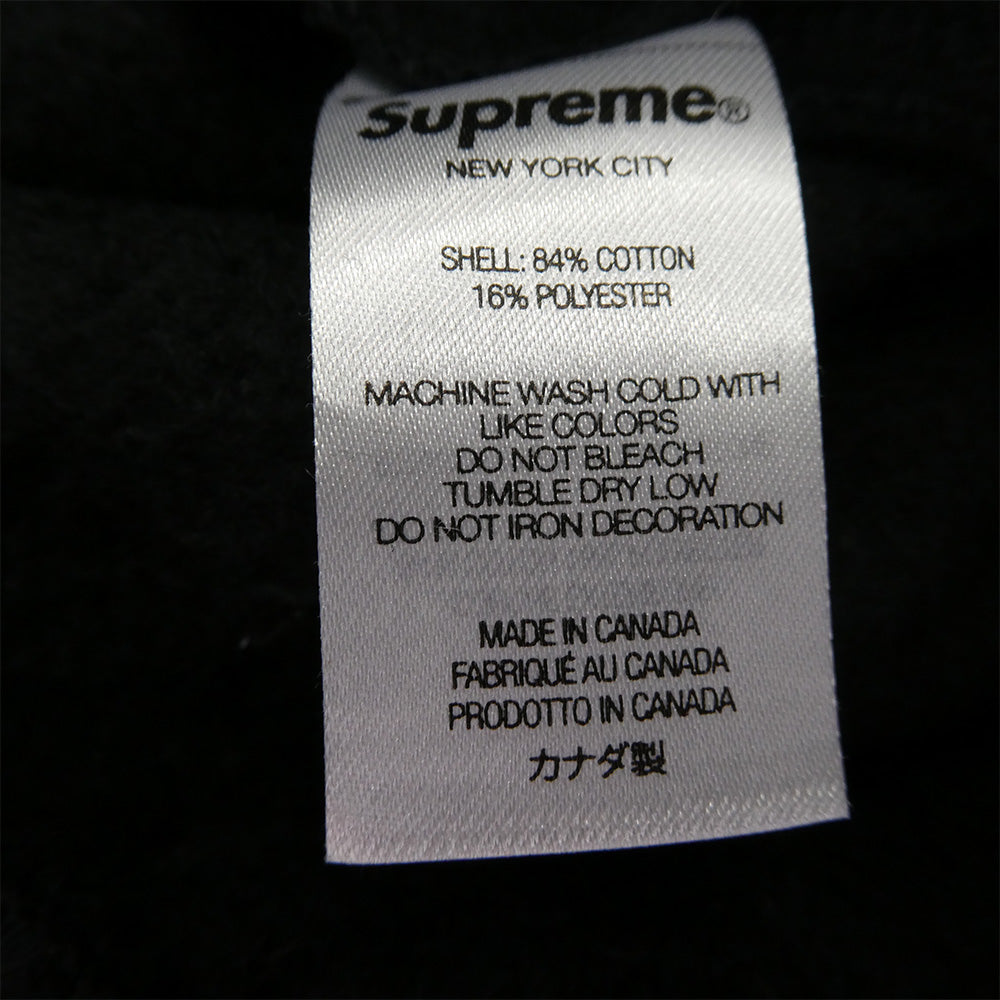 Supreme®
NEW YORK CITY
SHELL: 84% COTTON
16% POLYESTER
MACHINE WASH COLD WITH
LIKE COLORS
DO NOT BLEACH
TUMBLE DRY LOW
DO NOT IRON DECORATION
MADE IN CANADA
FABRIQUÉ AU CANADA
PRODOTTO IN CANADA
カナダ製